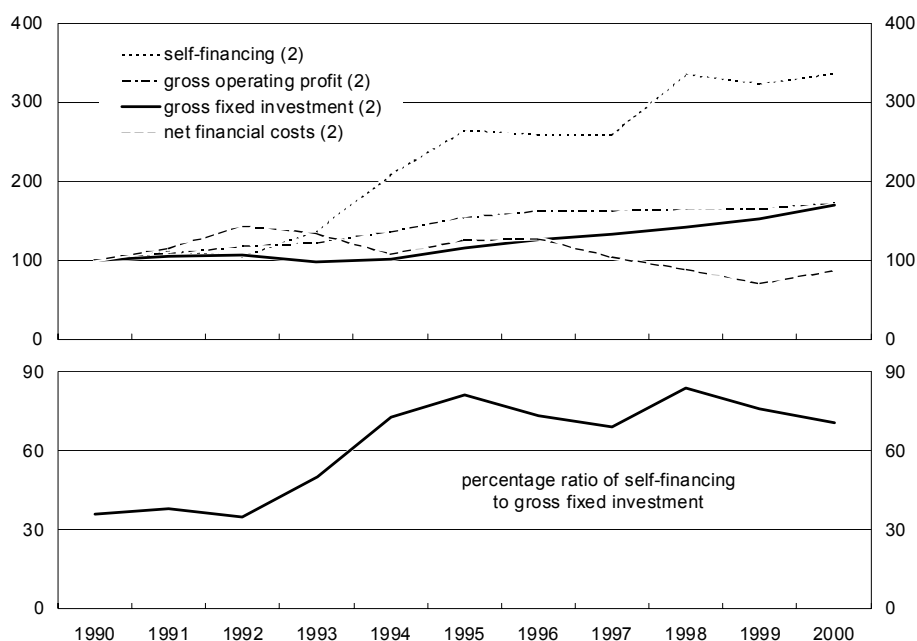 400 400
self-financing (2)
gross operating profit (2)
300 300
gross fixed investment (2)
net financial costs (2)
200 200
100 100
0 0
90 90
60 60
percentage ratio of self-financing
to gross fixed investment
30 30
0 0
1990 1991 1992 1993 1994 1995 1996 1997 1998 1999 2000